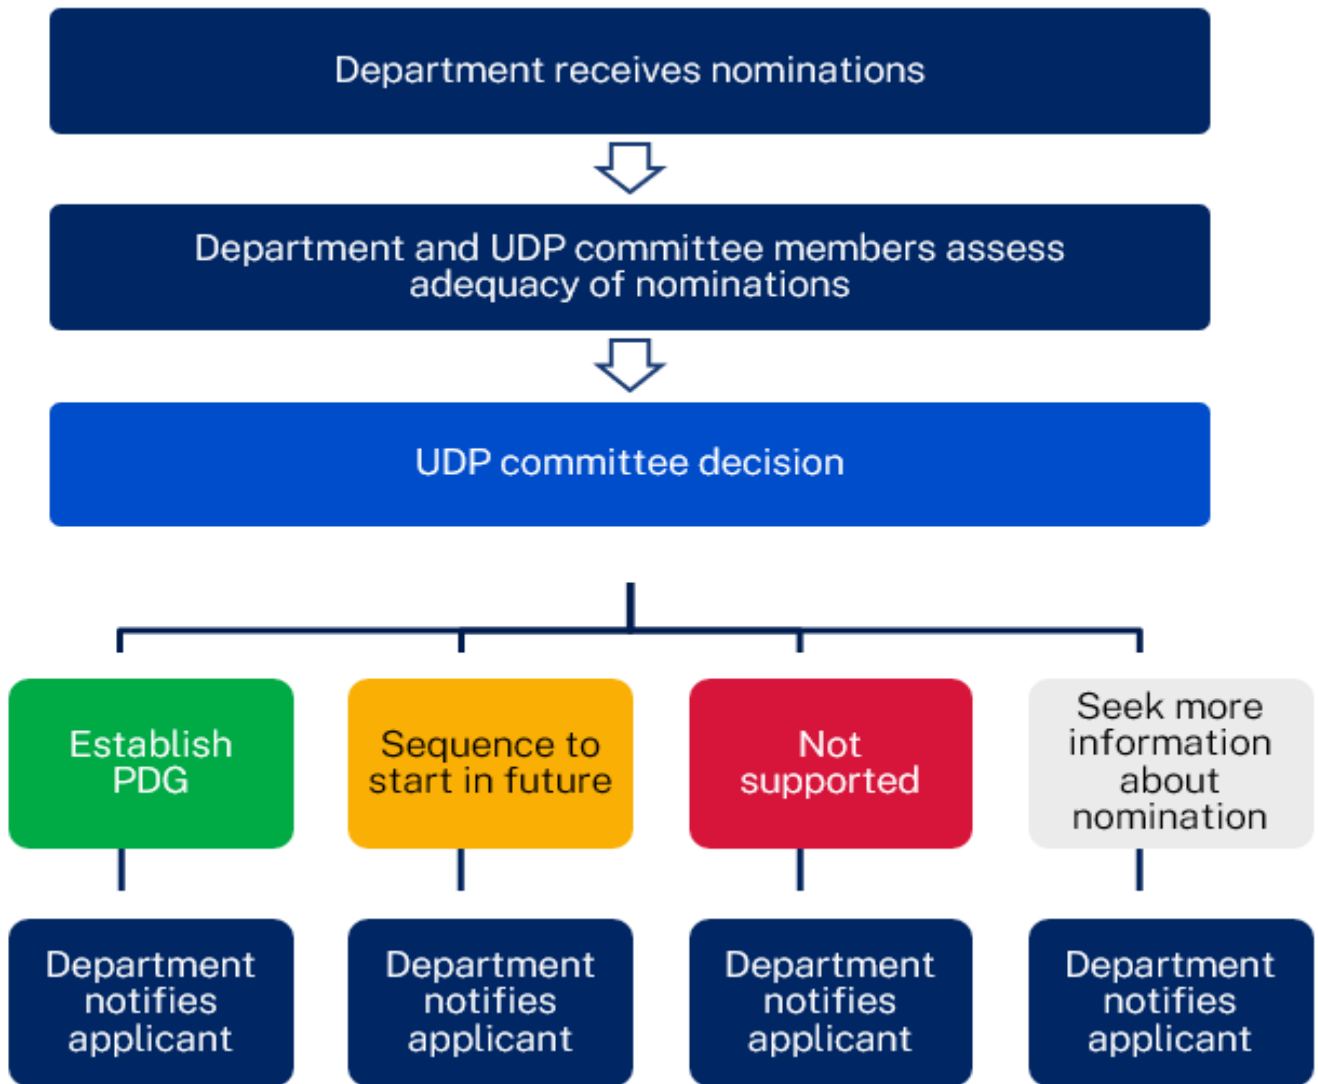 Department receives nominations
Department and UDP committee members assess
adequacy of nominations
UDP committee decision
Establish
PDG
Sequence to
start in future
Not
supported
Seek more
information
about
nomination
Department
notifies
applicant
Department
notifies
applicant
Department
notifies
applicant
Department
notifies
applicant